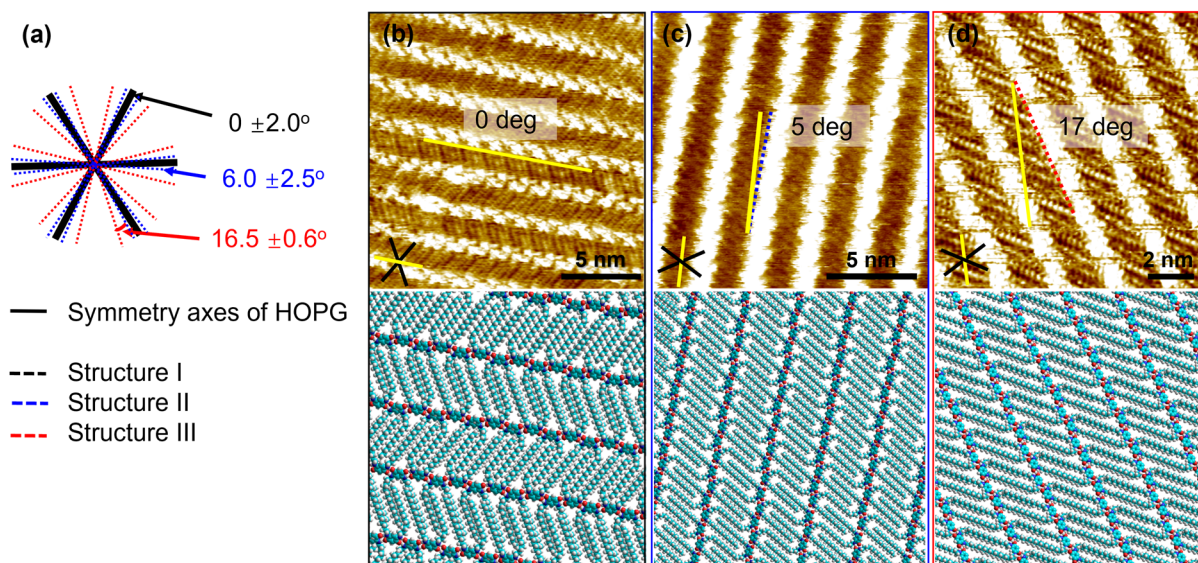 (a)
0 ±2.0°
6.0 ±2.5°
16.5 ±0.6°
Symmetry axes of HOPG
Structure I
Structure II
Structure III
(b)
0 deg
5 nm
(c)
5 deg
5 nm
(d)
17 deg
2 nm